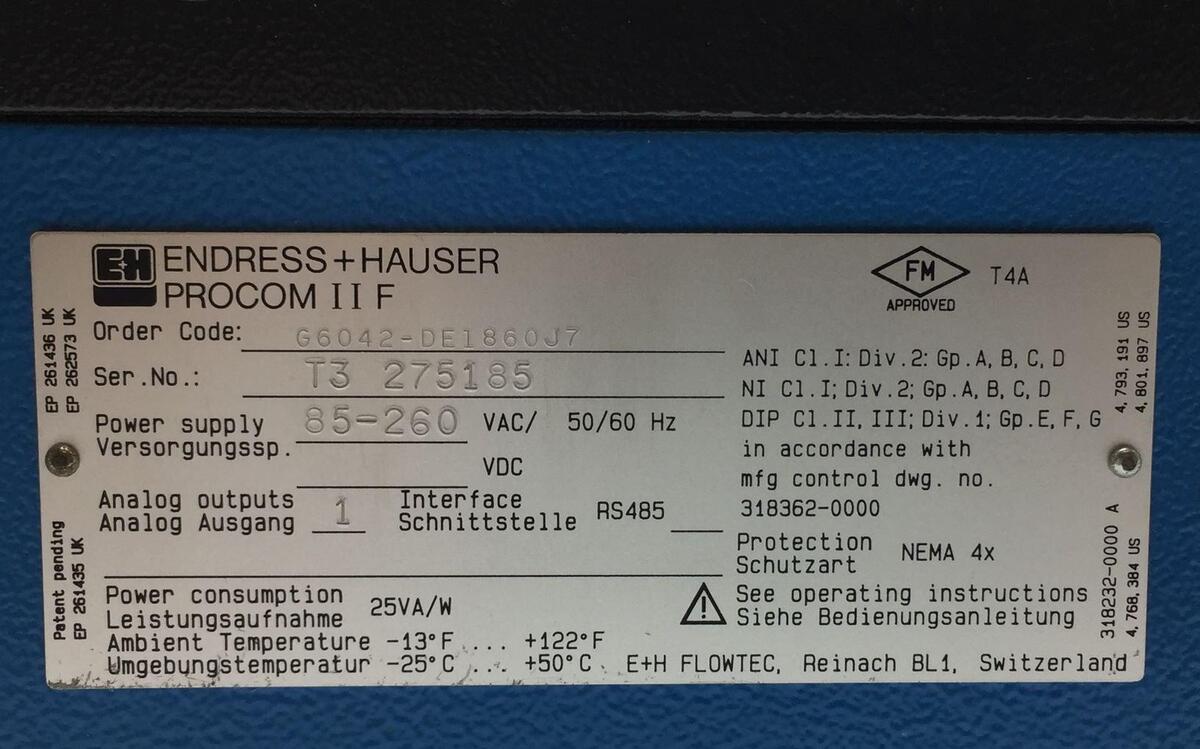 E+H ENDRESS+HAUSER
PROCOM II F
FM
APPROVED
T4A
Order Code: G6042-DE1860J7
Ser.No.: T3 275185
Power supply 85-260 VAC/ 50/60 Hz
Versorgungssp.
VDC
Analog outputs 1 Interface RS485
Analog Ausgang Schnittstelle
ANI Cl.I: Div.2: Gp.A, B, C, D
NI Cl.I; Div.2; Gp.A, B, C, D
DIP Cl.II, III; Div.1; Gp.E, F, G
in accordance with
mfg control dwg. no.
318362-0000
Protection NEMA 4x
Schutzart
Power consumption 25VA/W
Leistungsaufnahme
See operating instructions
Siehe Bedienungsanleitung
Ambient Temperature -13°F ... +122°F
Umgebungstemperatur -25°C ... +50°C
E+H FLOWTEC, Reinach BL1, Switzerland
EP 261436 UK
EP 262573 UK
Patent pending
EP 261435 UK
4,793,191 US
4,801,897 US
318232-0000 A
4,768,384 US